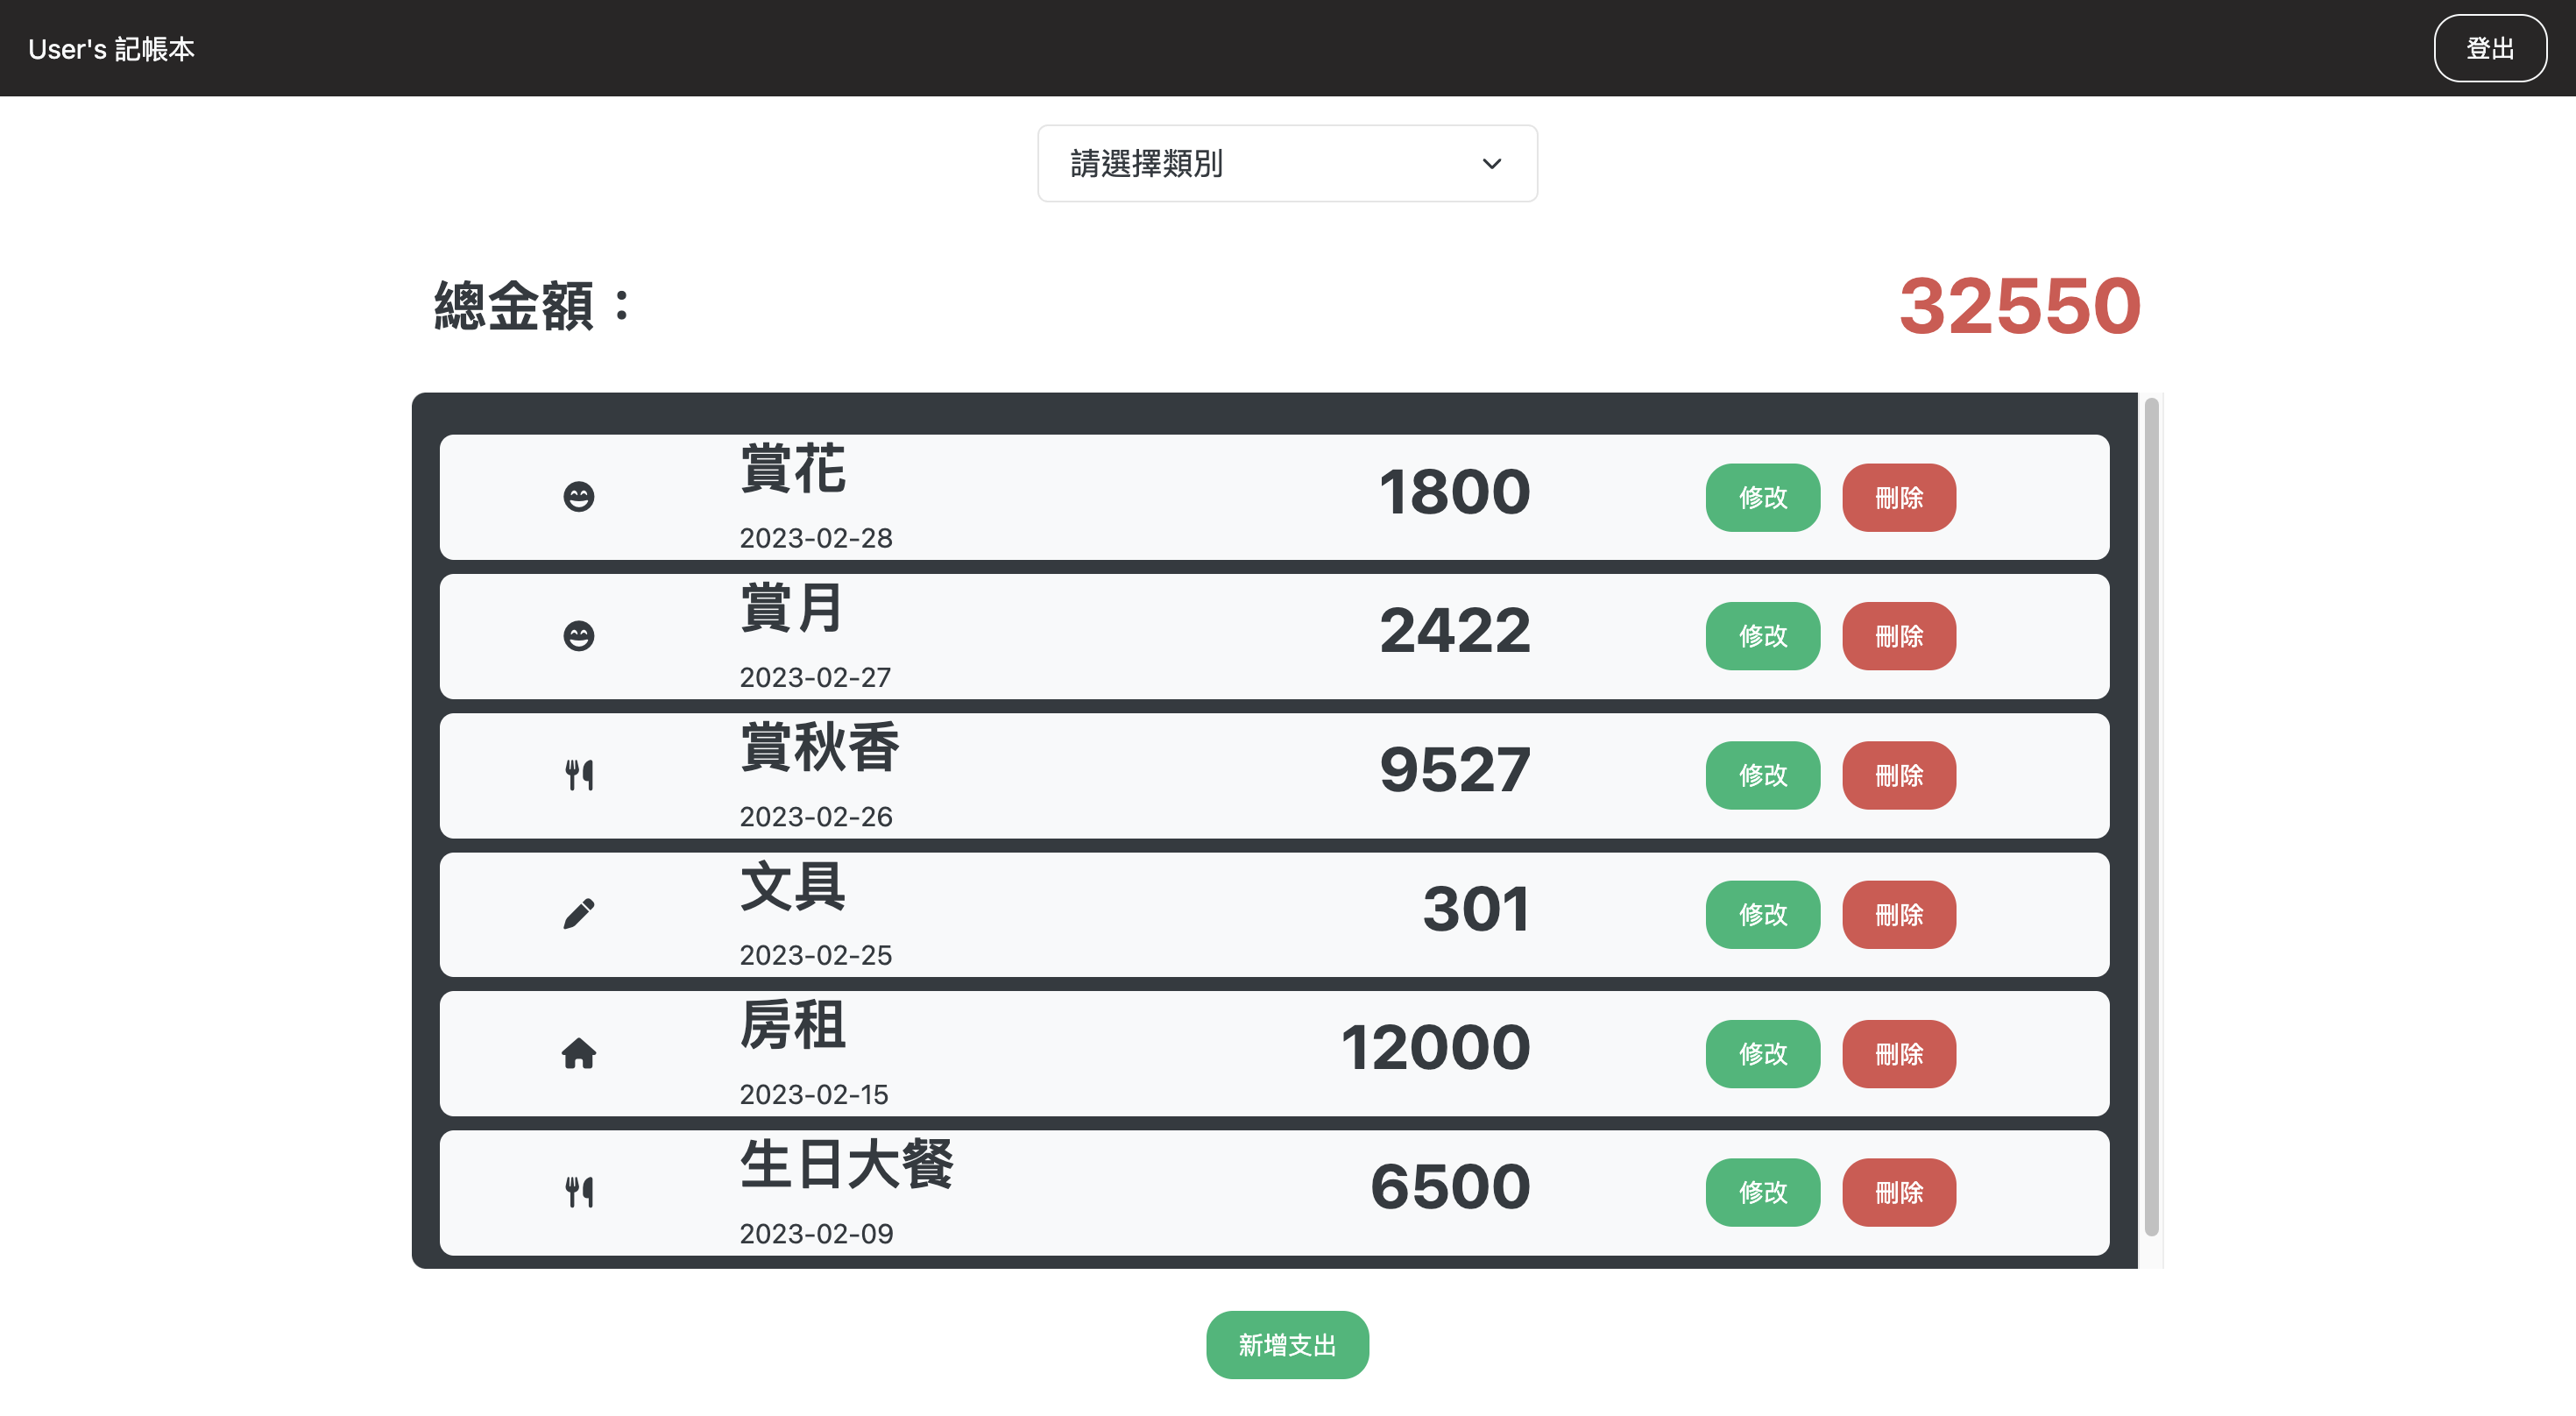 User's 記帳本
登出
請選擇類別
總金額：
32550
賞花
2023-02-28
1800
修改
刪除
賞月
2023-02-27
2422
修改
刪除
賞秋香
2023-02-26
9527
修改
刪除
文具
2023-02-25
301
修改
刪除
房租
2023-02-15
12000
修改
刪除
生日大餐
2023-02-09
6500
修改
刪除
新增支出